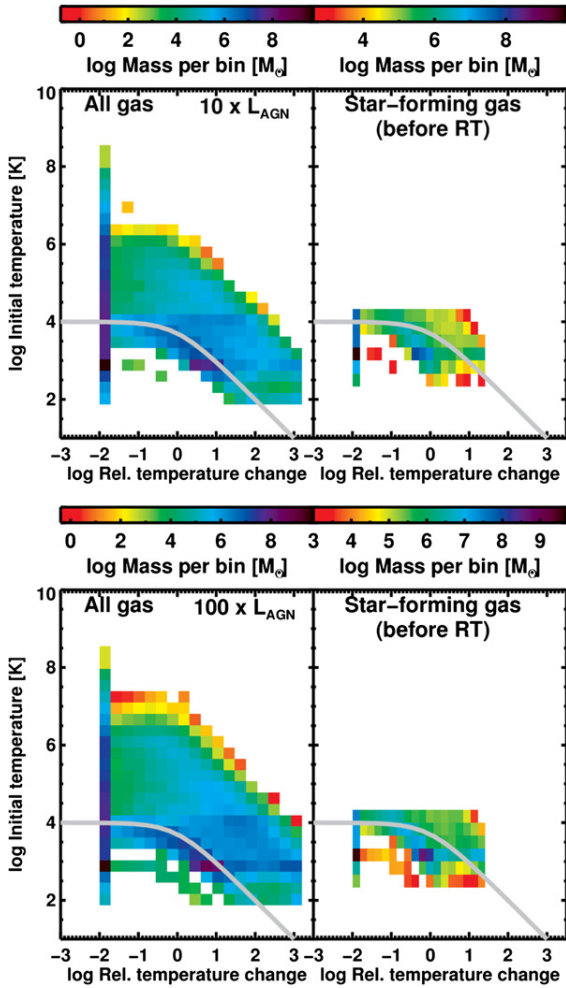 0 2 4 6 8 4 6 8
log Mass per bin [M⊙] log Mass per bin [M⊙]
10
8
6
4
2
log Initial temperature [K]
All gas 10 x L_AGN
Star-forming gas
(before RT)
-3 -2 -1 0 1 2 3 -2 -1 0 1 2 3
log Rel. temperature change log Rel. temperature change
0 2 4 6 8 3 4 5 6 7 8 9
log Mass per bin [M⊙] log Mass per bin [M⊙]
10
8
6
4
2
log Initial temperature [K]
All gas 100 x L_AGN
Star-forming gas
(before RT)
-3 -2 -1 0 1 2 3 -2 -1 0 1 2 3
log Rel. temperature change log Rel. temperature change